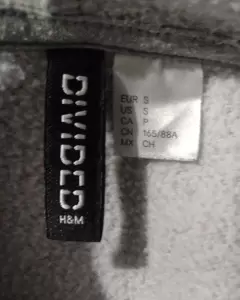 DIVIDED
H&M
EUR S
US S
CA P
CN 165/88A
MX CH